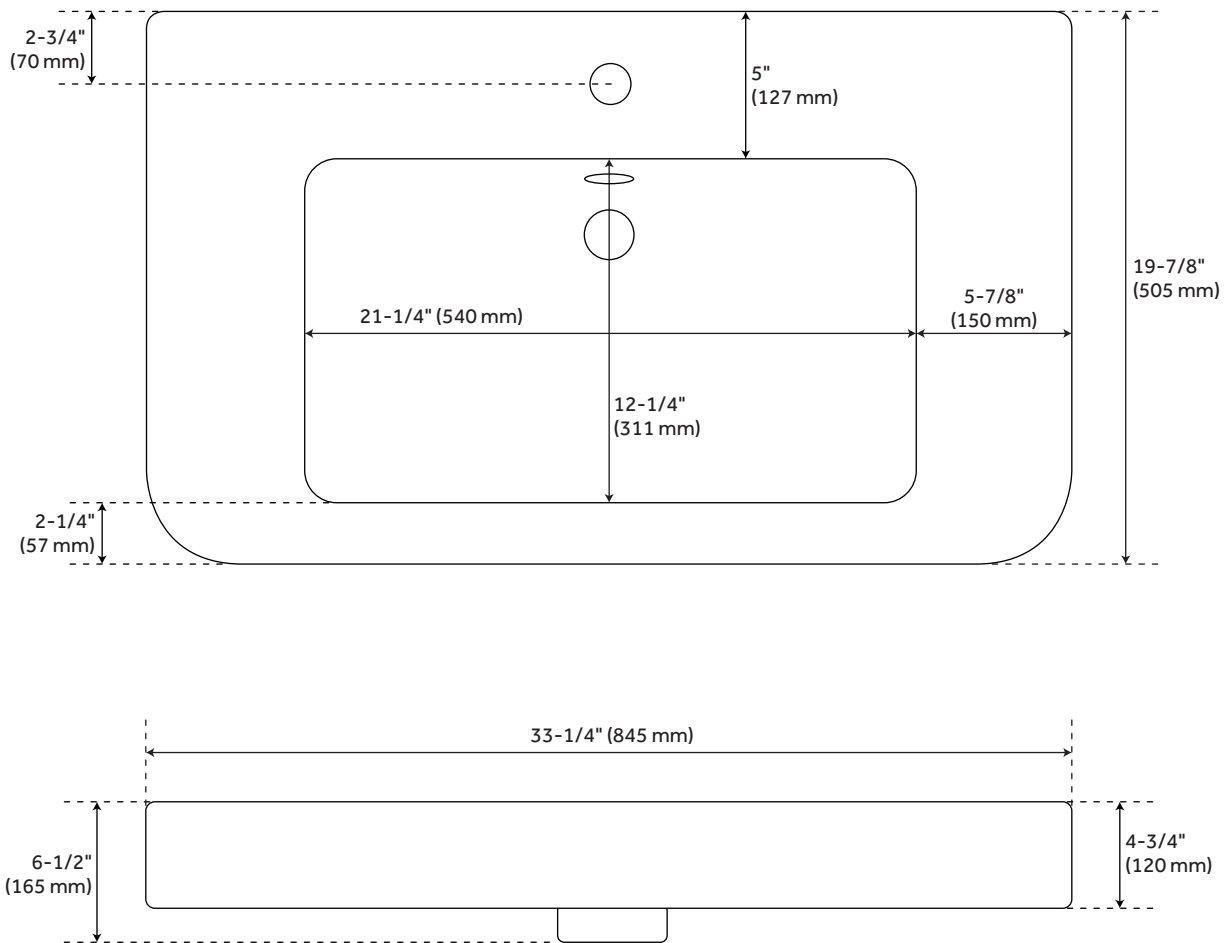 2-3/4"
(70 mm)
5"
(127 mm)
19-7/8"
(505 mm)
5-7/8"
(150 mm)
21-1/4" (540 mm)
12-1/4"
(311 mm)
2-1/4"
(57 mm)
33-1/4" (845 mm)
6-1/2"
(165 mm)
4-3/4"
(120 mm)